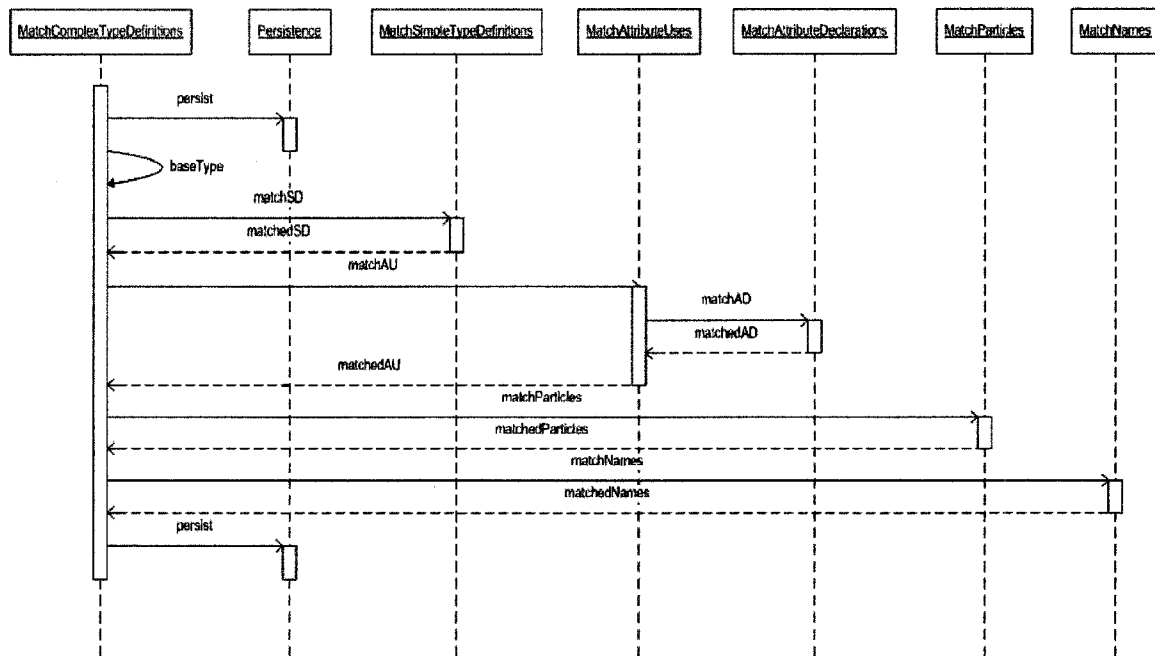 MatchComplexTypeDefinitions
Persistence
MatchSimpleTypeDefinitions
MatchAttributeUses
MatchAttributeDeclarations
MatchParticles
MatchNames
persist
baseType
matchSD
matchedSD
matchAU
matchAD
matchedAD
matchedAU
matchParticles
matchedParticles
matchNames
matchedNames
persist